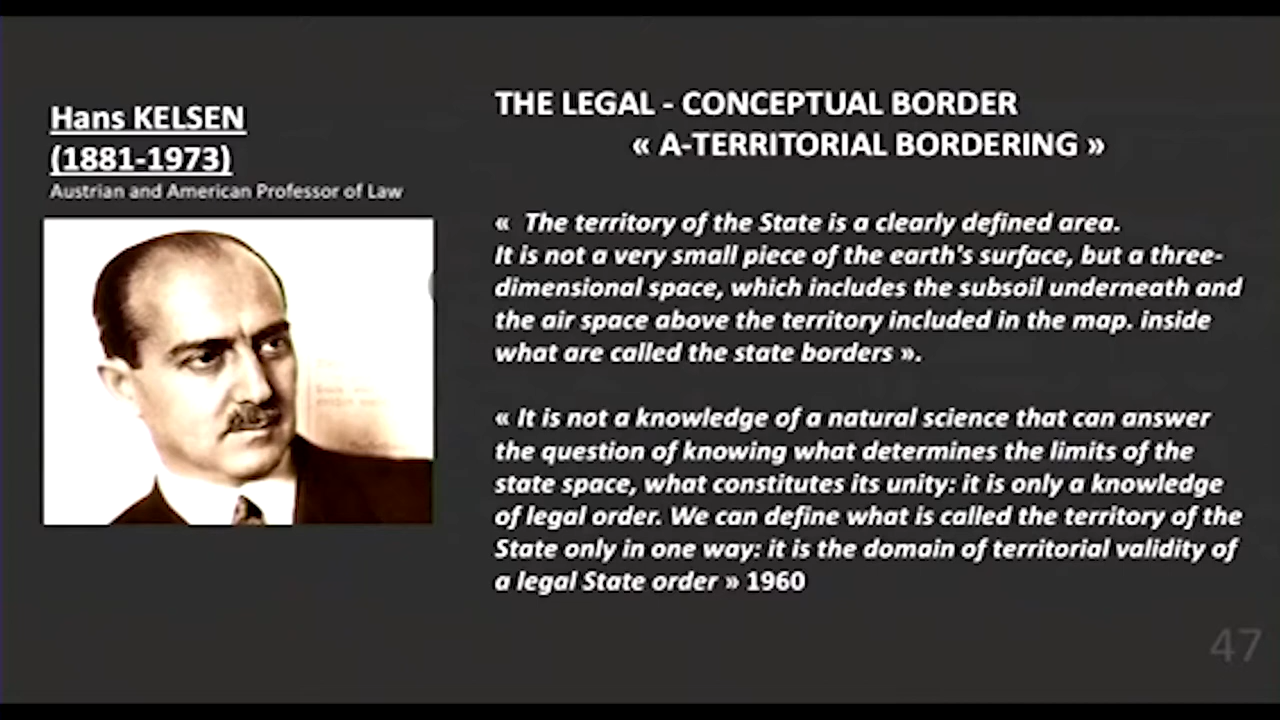 Hans KELSEN
(1881-1973)
Austrian and American Professor of Law
THE LEGAL - CONCEPTUAL BORDER
« A-TERRITORIAL BORDERING »
« The territory of the State is a clearly defined area.
It is not a very small piece of the earth's surface, but a three-
dimensional space, which includes the subsoil underneath and
the air space above the territory included in the map. inside
what are called the state borders ».
« It is not a knowledge of a natural science that can answer
the question of knowing what determines the limits of the
state space, what constitutes its unity: it is only a knowledge
of legal order. We can define what is called the territory of the
State only in one way: it is the domain of territorial validity of
a legal State order » 1960
47